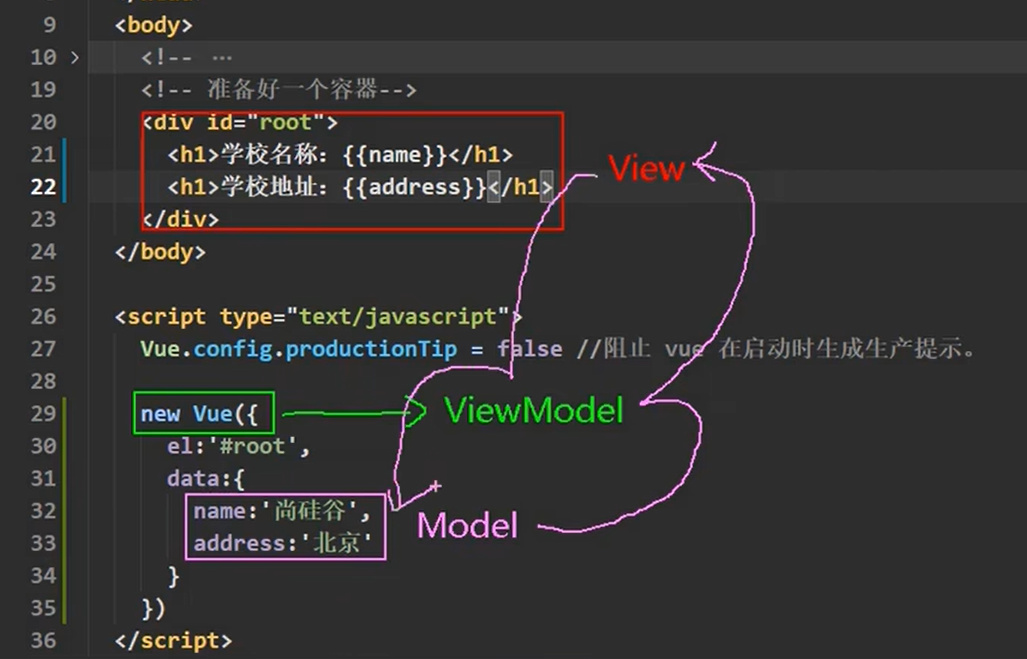 9 <body>
10 > <!-- ...
19 <!-- 准备好一个容器-->
20 <div id="root">
21 <h1>学校名称：{{name}}</h1>
22 <h1>学校地址：{{address}}</h1>
View
23 </div>
24 </body>
25
26 <script type="text/javascript">
27 Vue.config.productionTip = false //阻止 vue 在启动时生成生产提示。
28
29 new Vue({
ViewModel
30 el:'#root',
31 data:{
32 name:'尚硅谷',
Model
33 address:'北京'
34 }
35 })
36 </script>